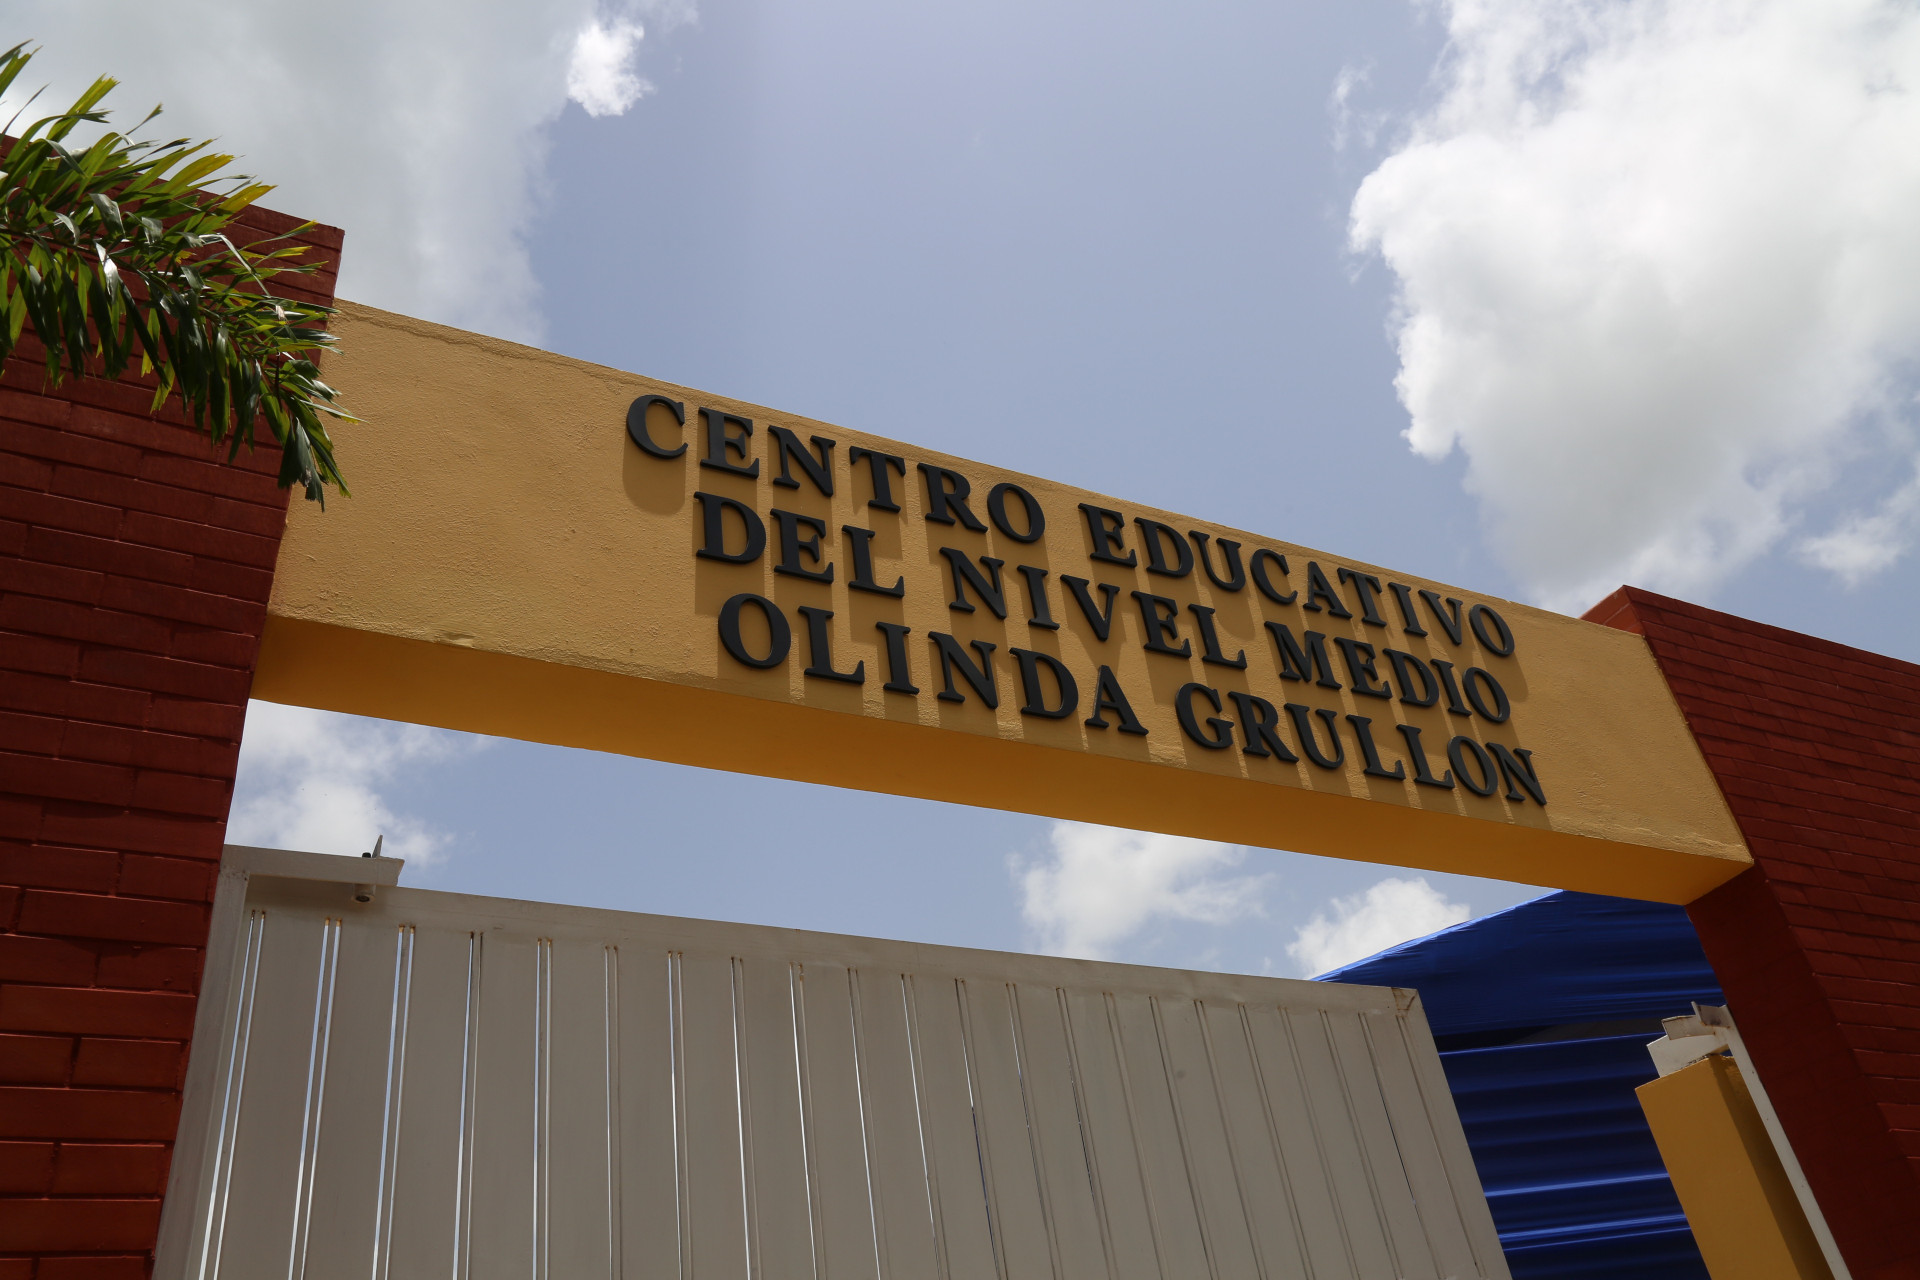 CENTRO EDUCATIVO
DEL NIVEL MEDIO
OLINDA GRULLON